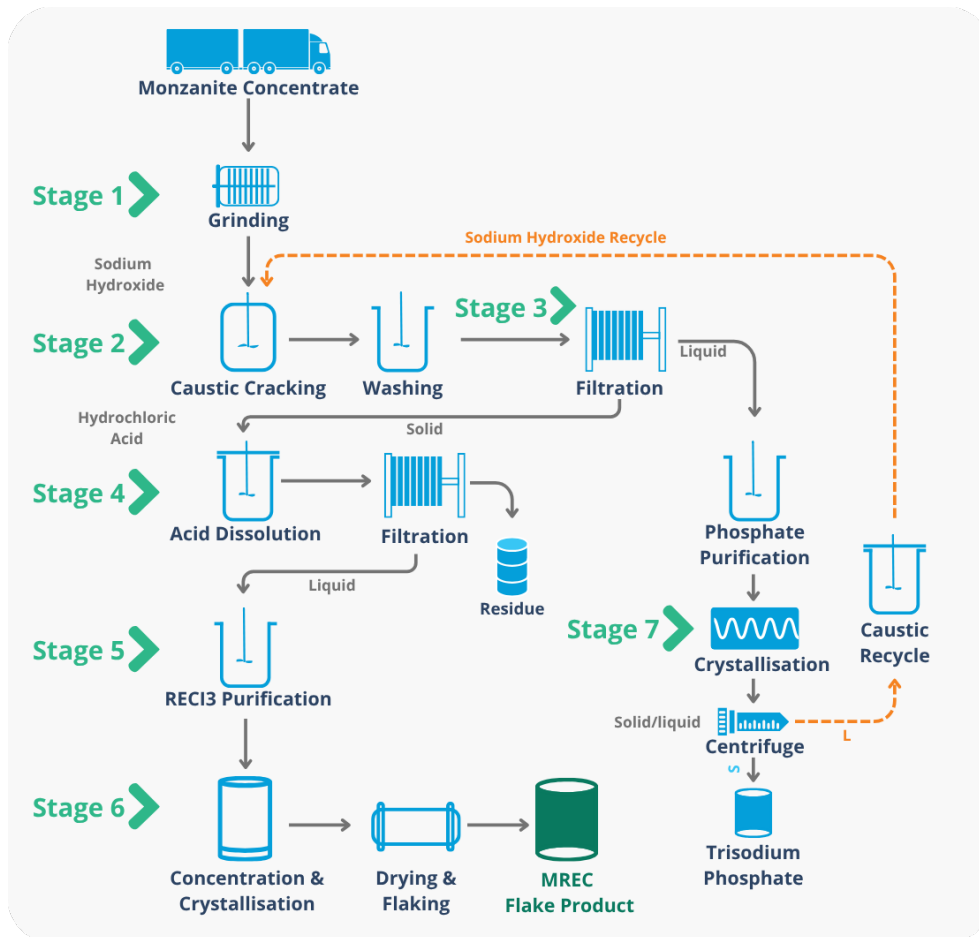 Monzanite Concentrate
Stage 1
Grinding
Sodium Hydroxide Recycle
Sodium
Hydroxide
Stage 2
Caustic Cracking
Washing
Stage 3
Filtration
Liquid
Hydrochloric
Acid
Solid
Stage 4
Acid Dissolution
Filtration
Residue
Liquid
Phosphate
Purification
Stage 5
RECl3 Purification
Stage 7
Crystallisation
Caustic
Recycle
Solid/liquid
Centrifuge
L
S
Trisodium
Phosphate
Stage 6
Concentration &
Crystallisation
Drying &
Flaking
MREC
Flake Product